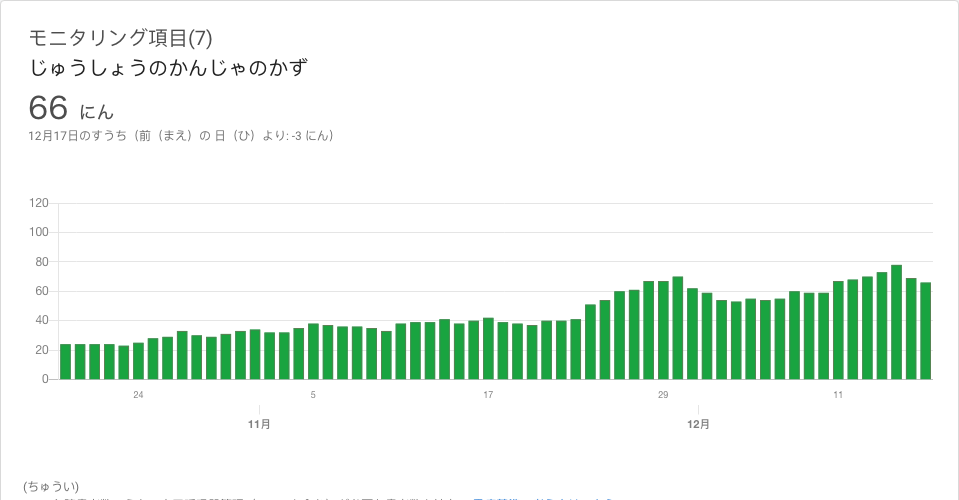 モニタリング項目(7)
じゅうしょうのかんじゃのかず
66 にん
12月17日のすうち（前（まえ）の 日（ひ）より: -3 にん）
120
100
80
60
40
20
0
24 5 17 29 11
11月 12月
(ちゅうい)